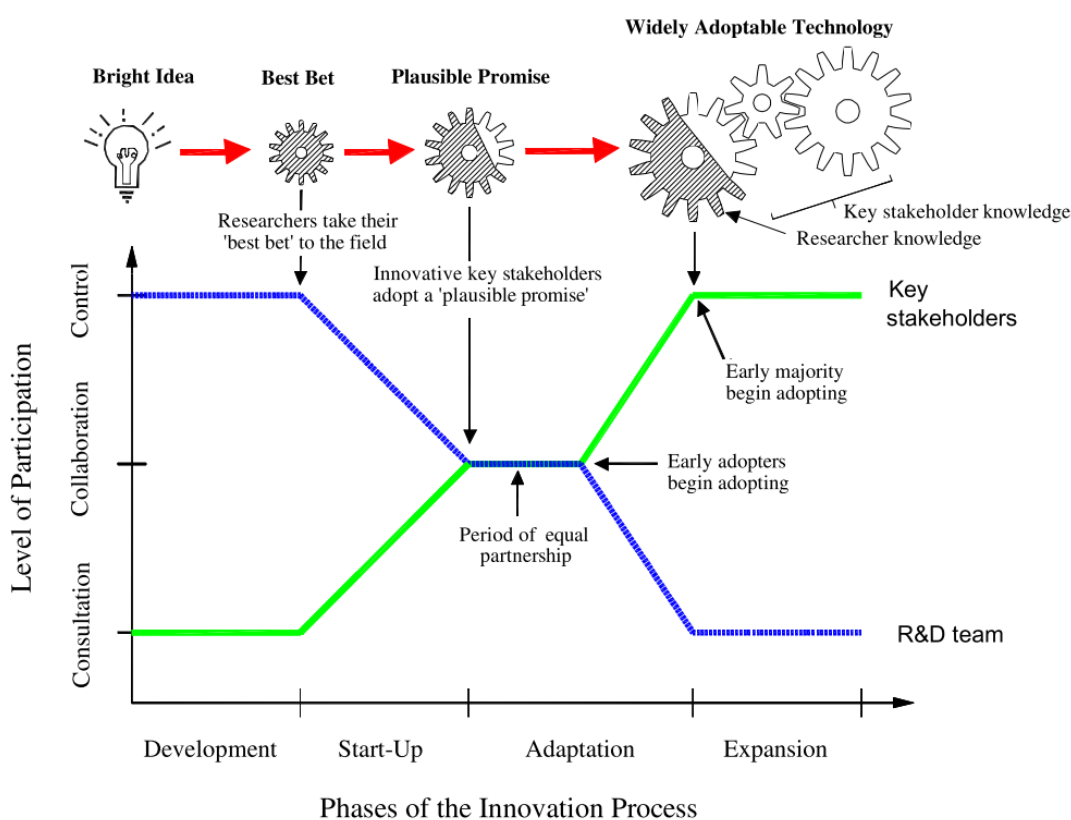 Widely Adoptable Technology
Bright Idea
Best Bet
Plausible Promise
Researchers take their
'best bet' to the field
Key stakeholder knowledge
Researcher knowledge
Innovative key stakeholders
adopt a 'plausible promise'
Key
stakeholders
Early majority
begin adopting
Early adopters
begin adopting
Period of equal
partnership
R&D team
Level of Participation
Control
Collaboration
Consultation
Development
Start-Up
Adaptation
Expansion
Phases of the Innovation Process